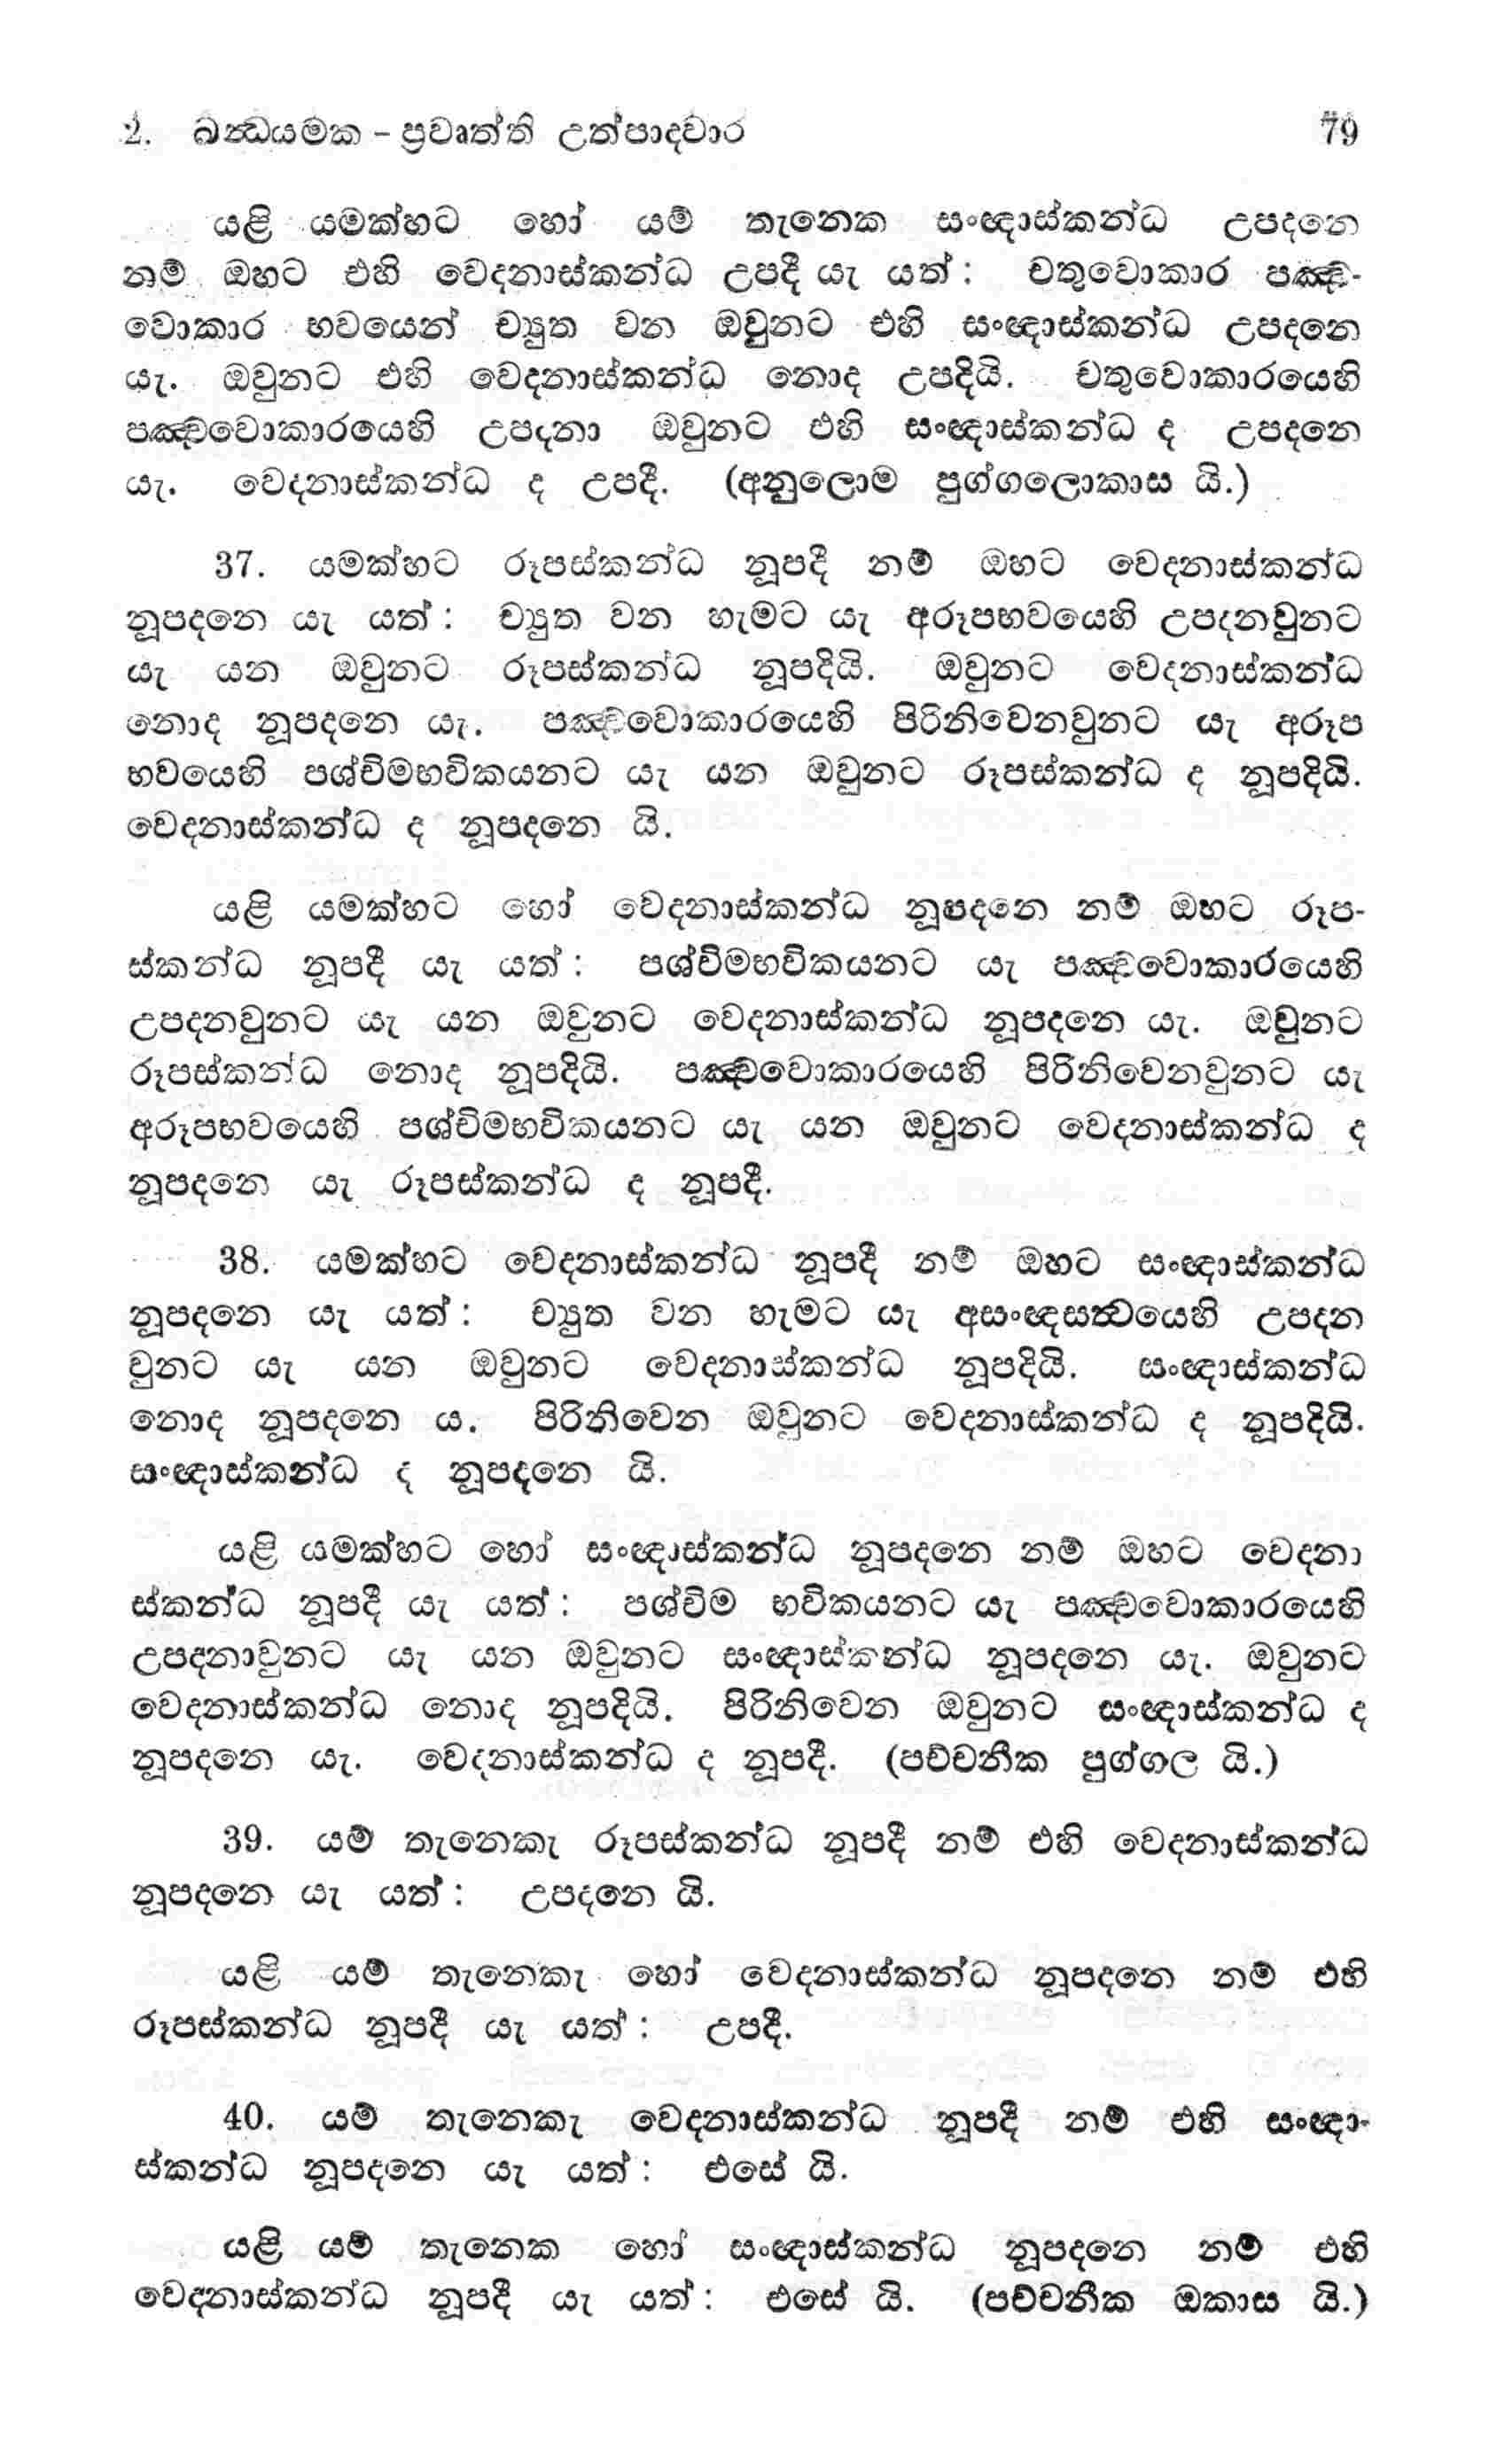 2. ඛන්‍ධයමක - ප්‍රවෘත්ති උත්පාදවාර 79
යළි යමක්හට හෝ යම් තැනෙක සංඥාස්කන්ධ උපදනෙ
නම් ඔහට එහි වෙදනාස්කන්ධ උපදී යැ යත් : චතුවොකාර පඤ්ච-
වොකාර භවයෙන් ච්‍යුත වන ඔවුනට එහි සංඥාස්කන්ධ උපදනෙ
යැ. ඔවුනට එහි වෙදනාස්කන්ධ නොද උපදියි. චතුවොකාරයෙහි
පඤ්චවොකාරයෙහි උපදනා ඔවුනට එහි සංඥාස්කන්ධ ද උපදනෙ
යැ. වෙදනාස්කන්ධ ද උපදී. (අනුලොම පුග්ගලොකාස යි.)
37. යමක්හට රූපස්කන්ධ නූපදී නම් ඔහට වෙදනාස්කන්ධ
නූපදනෙ යැ යත් : ච්‍යුත වන හැමට යැ අරූපභවයෙහි උපදනවුනට
යැ යන ඔවුනට රූපස්කන්ධ නූපදියි. ඔවුනට වෙදනාස්කන්ධ
නොද නූපදනෙ යැ. පඤ්චවොකාරයෙහි පිරිනිවෙනවුනට යැ අරූප
භවයෙහි පශ්චිමභවිකයනට යැ යන ඔවුනට රූපස්කන්ධ ද නූපදියි.
වෙදනාස්කන්ධ ද නූපදනෙ යි.
යළි යමක්හට හෝ වෙදනාස්කන්ධ නූපදනෙ නම් ඔහට රූප-
ස්කන්ධ නූපදී යැ යත් : පශ්චිමභවිකයනට යැ පඤ්චවොකාරයෙහි
උපදනවුනට යැ යන ඔවුනට වෙදනාස්කන්ධ නූපදනෙ යැ. ඔවුනට
රූපස්කන්ධ නොද නූපදියි. පඤ්චවොකාරයෙහි පිරිනිවෙනවුනට යැ
අරූපභවයෙහි පශ්චිමභවිකයනට යැ යන ඔවුනට වෙදනාස්කන්ධ ද
නූපදනෙ යැ රූපස්කන්ධ ද නූපදී.
38. යමක්හට වෙදනාස්කන්ධ නූපදී නම් ඔහට සංඥාස්කන්ධ
නූපදනෙ යැ යත් : ච්‍යුත වන හැමට යැ අසංඥසත්‍වයෙහි උපදන
වුනට යැ යන ඔවුනට වෙදනාස්කන්ධ නූපදියි. සංඥාස්කන්ධ
නොද නූපදනෙ ය. පිරිනිවෙන ඔවුනට වෙදනාස්කන්ධ ද නූපදියි.
සංඥාස්කන්ධ ද නූපදනෙ යි.
යළි යමක්හට හෝ සංඥාස්කන්ධ නූපදනෙ නම් ඔහට වෙදනා
ස්කන්ධ නූපදී යැ යත් : පශ්චිම භවිකයනට යැ පඤ්චවොකාරයෙහි
උපදනාවුනට යැ යන ඔවුනට සංඥාස්කන්ධ නූපදනෙ යැ. ඔවුනට
වෙදනාස්කන්ධ නොද නූපදියි. පිරිනිවෙන ඔවුනට සංඥාස්කන්ධ ද
නූපදනෙ යැ. වෙදනාස්කන්ධ ද නූපදී. (පච්චනීක පුග්ගල යි.)
39. යම් තැනෙකැ රූපස්කන්ධ නූපදී නම් එහි වෙදනාස්කන්ධ
නූපදනෙ යැ යත් : උපදනෙ යි.
යළි යම් තැනෙකැ හෝ වෙදනාස්කන්ධ නූපදනෙ නම් එහි
රූපස්කන්ධ නූපදී යැ යත් : උපදී.
40. යම් තැනෙකැ වෙදනාස්කන්ධ නූපදී නම් එහි සංඥා-
ස්කන්ධ නූපදනෙ යැ යත් : එසේ යි.
යළි යම් තැනෙක හෝ සංඥාස්කන්ධ නූපදනෙ නම් එහි
වෙදනාස්කන්ධ නූපදී යැ යත් : එසේ යි. (පච්චනීක ඔකාස යි.)